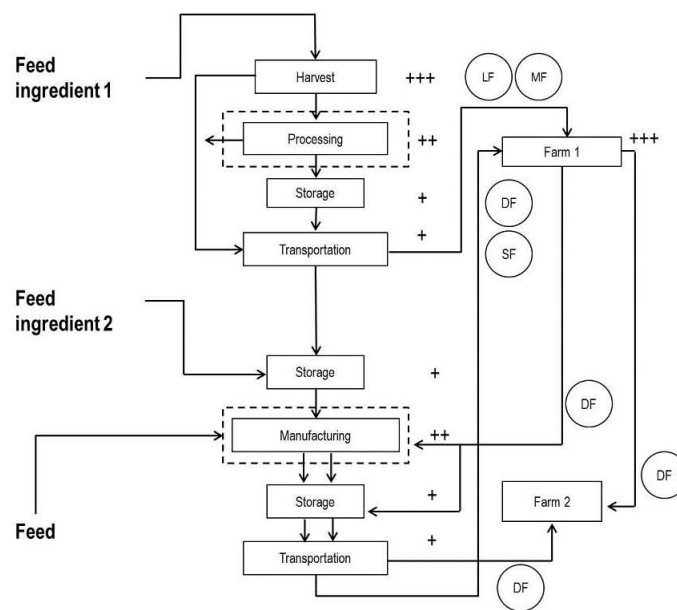 Feed
ingredient 1
Harvest
+++
LF
MF
Processing
++
Farm 1
+++
Storage
+
DF
Transportation
+
SF
Feed
ingredient 2
Storage
+
DF
Manufacturing
++
DF
Storage
+
Farm 2
Feed
Transportation
+
DF